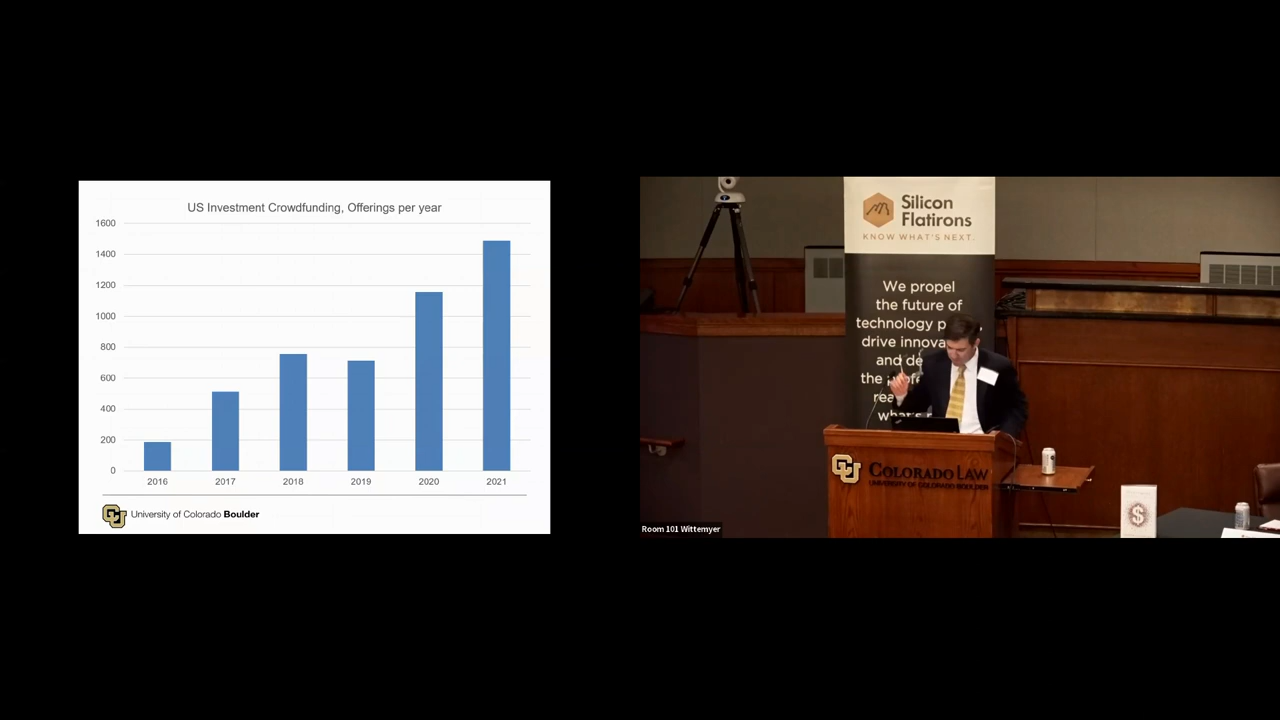 US Investment Crowdfunding, Offerings per year
1600
1400
1200
1000
800
600
400
200
0
2016 2017 2018 2019 2020 2021
CU
University of Colorado Boulder
Silicon
Flatirons
KNOW WHAT'S NEXT.
We propel
the future of
technology
drive
and
the
CU COLORADO LAW
UNIVERSITY OF COLORADO BOULDER
$
Room 101 Wittemyer